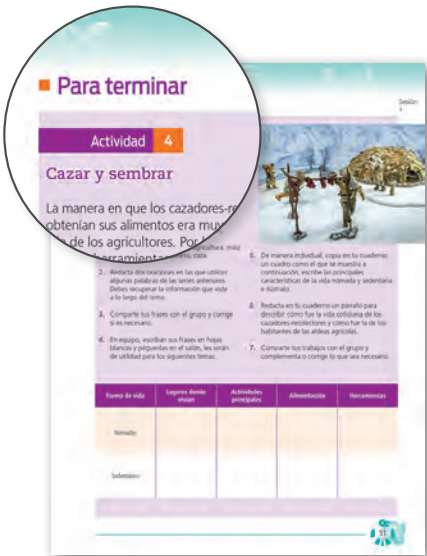 Para terminar
Actividad 4
Cazar y sembrar
La manera en que los cazadores-re
obtenían sus alimentos era muy
de los agricultores. Por
herramientas
agricultura: maíz
cada
2. Redacta dos oraciones en las que utilices
algunas palabras de las series anteriores.
Debes recuperar la información que viste
a lo largo del tema.
3. Comparte tus frases con el grupo y corrige
si es necesario.
4. En equipo, escriban sus frases en hojas
blancas y péguenlas en el salón, les serán
de utilidad para los siguientes temas.
De manera individual, copia en tu cuaderno
un cuadro como el que se muestra a
continuación, escribe las principales
características de la vida nómada y sedentaria
e ilústralo.
Redacta en tu cuaderno un párrafo para
describir cómo fue la vida cotidiana de los
cazadores-recolectores y cómo fue la de los
habitantes de las aldeas agrícolas.
7. Comparte tus trabajos con el grupo y
complementa o corrige lo que sea necesario.
Forma de vida Lugares donde vivían Actividades principales Alimentación Herramientas
Nómadas
Sedentarios
51